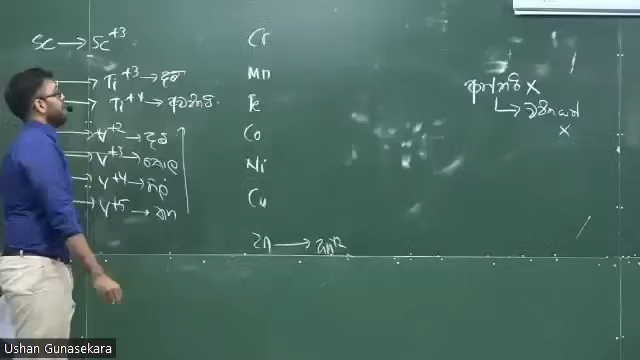 Sc → Sc+3
Ti+3 → දම්
Ti+4 → අවර්ණ
V+2 → දම්
V+3 → කොළ
V+4 → නිල්
V+5 → කහ
Cr
Mn
Fe
Co
Ni
Cu
Zn → Zn+2
Ushan Gunasekara